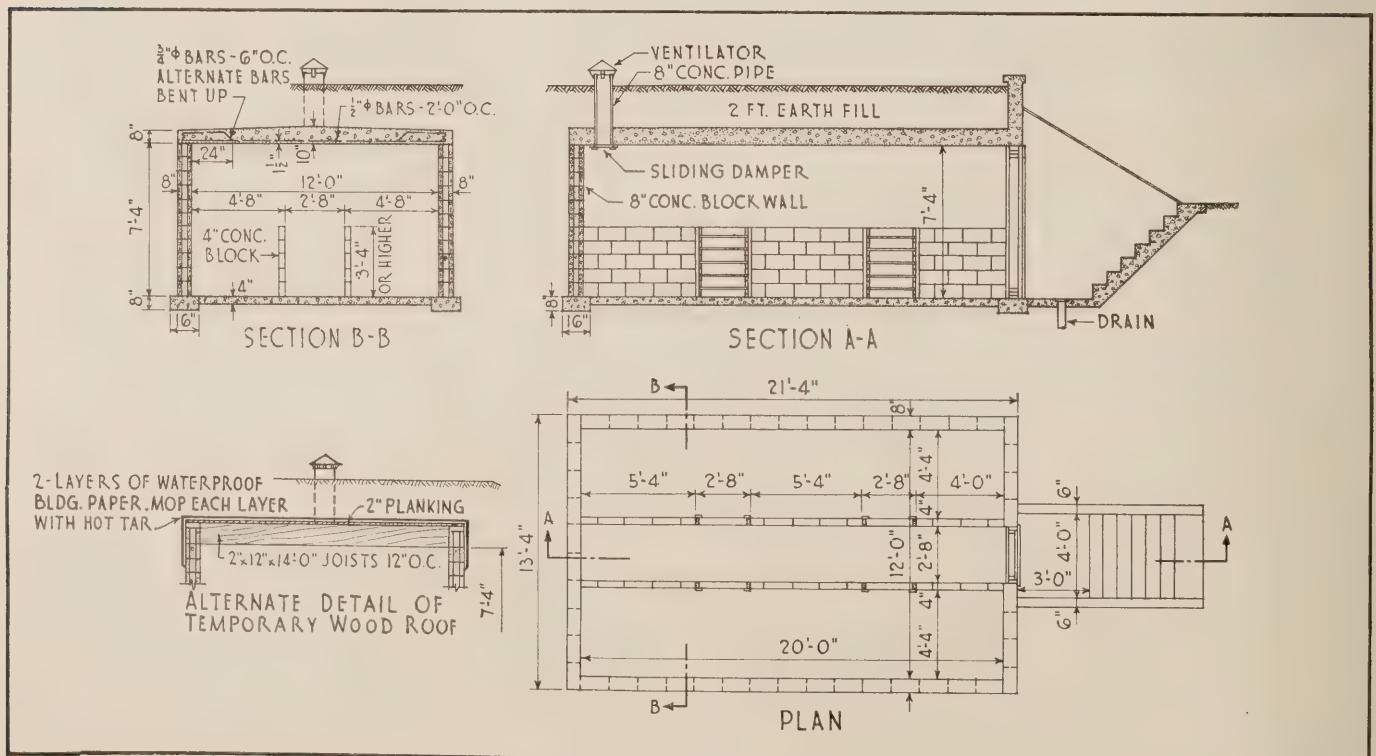 3/4"ϕ BARS-6"O.C.
ALTERNATE BARS
BENT UP
1/2"ϕ BARS-2'-0"O.C.
8"
24"
1 1/2"
10"
8"
12'-0"
8"
4'-8"
2'-8"
4'-8"
7'-4"
4" CONC.
BLOCK
3'-4"
OR HIGHER
4"
8"
16"
SECTION B-B
VENTILATOR
8" CONC. PIPE
2 FT. EARTH FILL
SLIDING DAMPER
8" CONC. BLOCK WALL
7'-4"
8"
16"
DRAIN
SECTION A-A
2-LAYERS OF WATERPROOF
BLDG. PAPER. MOP EACH LAYER
WITH HOT TAR
2" PLANKING
2"x12"x14'-0" JOISTS 12"O.C.
7'-4"
ALTERNATE DETAIL OF
TEMPORARY WOOD ROOF
B
21'-4"
8"
5'-4"
2'-8"
5'-4"
2'-8"
4'-4"
4'-0"
4"
6"
A
13'-4"
12'-0"
2'-8"
4'-0"
3'-0"
A
6"
4"
4'-4"
20'-0"
B
PLAN